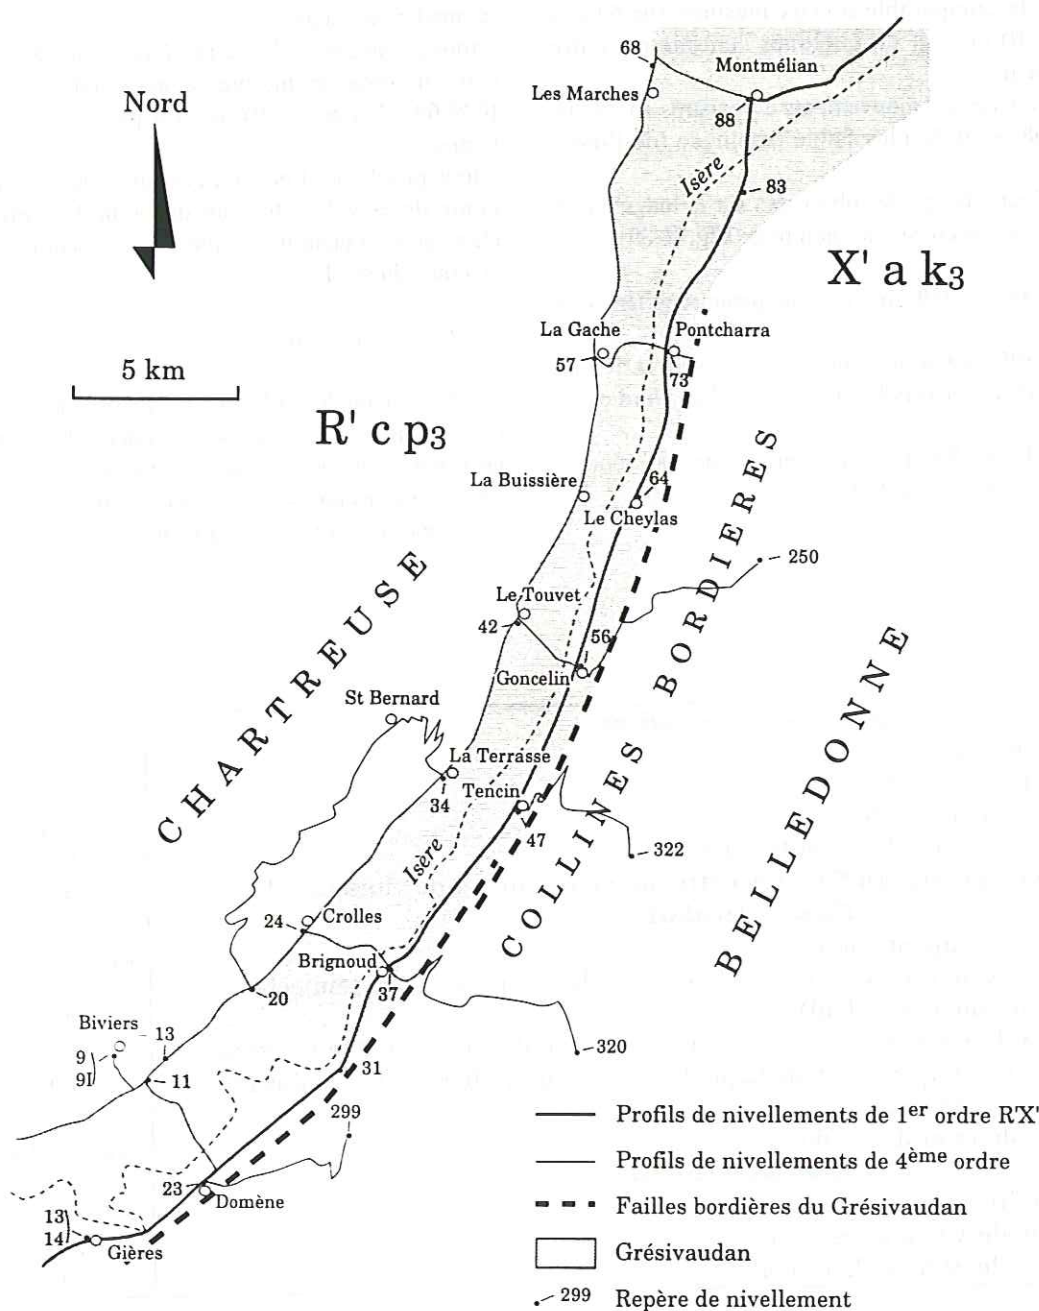 68
Montmélian
Les Marches
88
Nord
Isère
83
X' a k3
La Gache
Pontcharra
57
73
5 km
R' c p3
La Buissière
64
Le Cheylas
250
Le Touvet
42
56
Goncelin
St Bernard
La Terrasse
34
Tencin
47
322
CHARTREUSE
COLLINES BORDIERES
BELLEDONNE
Isère
24
Crolles
Brignoud
37
20
Biviers
13
9
9I
11
320
31
299
23
Domène
13
14
Gières
Profils de nivellements de 1er ordre R'X'
Profils de nivellements de 4ème ordre
Failles bordières du Grésivaudan
Grésivaudan
299
Repère de nivellement